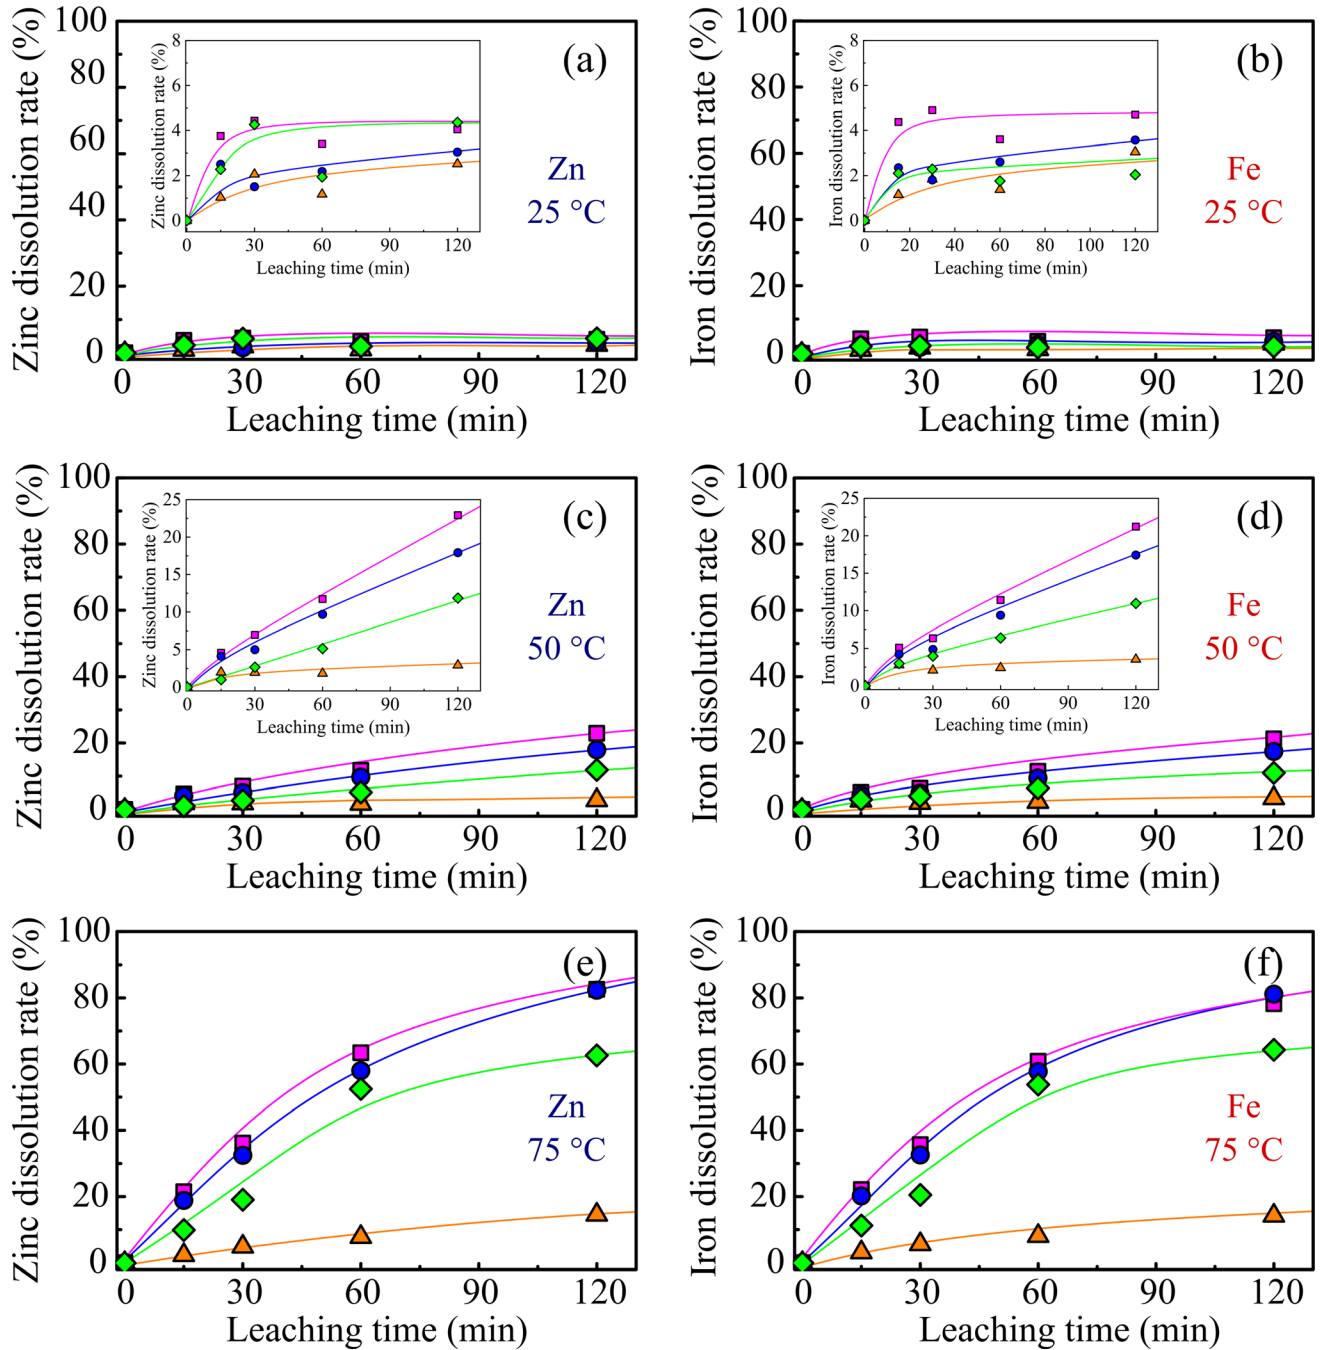 Zinc dissolution rate (%)
100
80
60
40
20
0
0 30 60 90 120
Leaching time (min)
(a)
Zn
25 °C
Zinc dissolution rate (%)
8
6
4
2
0
0 30 60 90 120
Leaching time (min)
Iron dissolution rate (%)
100
80
60
40
20
0
0 30 60 90 120
Leaching time (min)
(b)
Fe
25 °C
Iron dissolution rate (%)
8
6
4
2
0
0 20 40 60 80 100 120
Leaching time (min)
Zinc dissolution rate (%)
100
80
60
40
20
0
0 30 60 90 120
Leaching time (min)
(c)
Zn
50 °C
Zinc dissolution rate (%)
25
20
15
10
5
0
0 30 60 90 120
Leaching time (min)
Iron dissolution rate (%)
100
80
60
40
20
0
0 30 60 90 120
Leaching time (min)
(d)
Fe
50 °C
Iron dissolution rate (%)
25
20
15
10
5
0
0 30 60 90 120
Leaching time (min)
Zinc dissolution rate (%)
100
80
60
40
20
0
0 30 60 90 120
Leaching time (min)
(e)
Zn
75 °C
Iron dissolution rate (%)
100
80
60
40
20
0
0 30 60 90 120
Leaching time (min)
(f)
Fe
75 °C